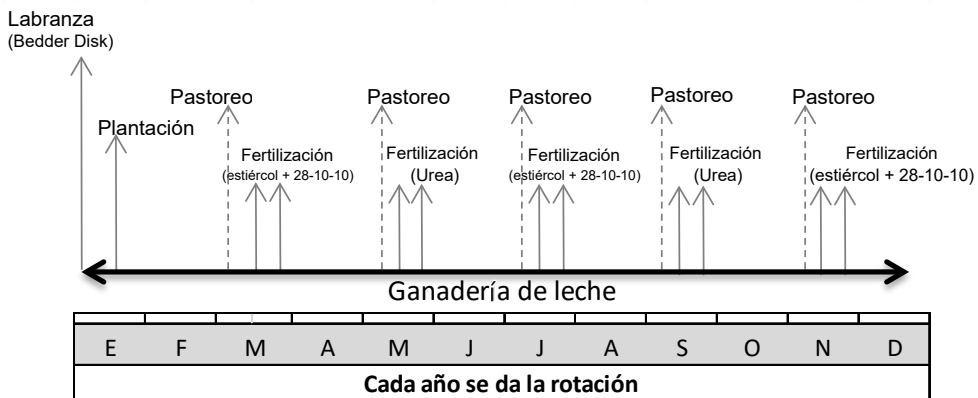 Labranza
(Bedder Disk)
Pastoreo
Pastoreo
Pastoreo
Pastoreo
Pastoreo
Plantación
Fertilización
(estiércol + 28-10-10)
Fertilización
(Urea)
Fertilización
(estiércol + 28-10-10)
Fertilización
(Urea)
Fertilización
(estiércol + 28-10-10)
Ganadería de leche
E F M A M J J A S O N D
Cada año se da la rotación